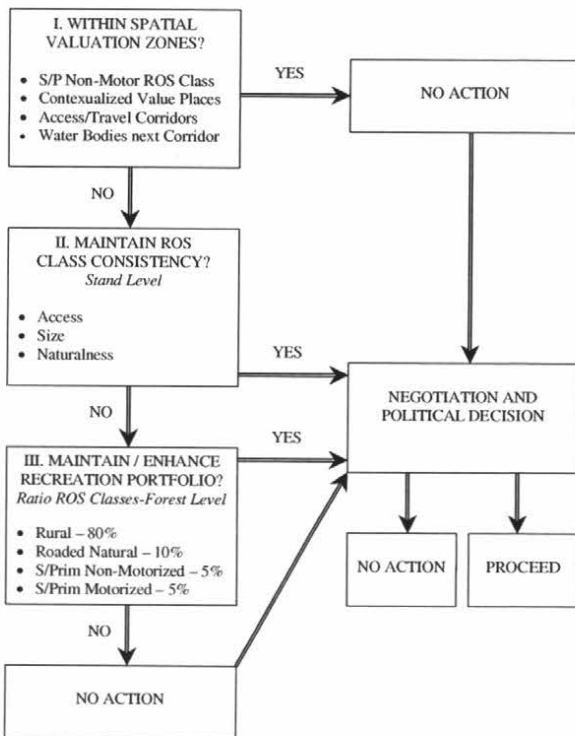 I. WITHIN SPATIAL
VALUATION ZONES?
• S/P Non-Motor ROS Class
• Contexualized Value Places
• Access/Travel Corridors
• Water Bodies next Corridor
YES
NO ACTION
NO
II. MAINTAIN ROS
CLASS CONSISTENCY?
Stand Level
• Access
• Size
• Naturalness
YES
NEGOTIATION AND
POLITICAL DECISION
NO
YES
III. MAINTAIN / ENHANCE
RECREATION PORTFOLIO?
Ratio ROS Classes-Forest Level
• Rural – 80%
• Roaded Natural – 10%
• S/Prim Non-Motorized – 5%
• S/Prim Motorized – 5%
NO ACTION
PROCEED
NO
NO ACTION